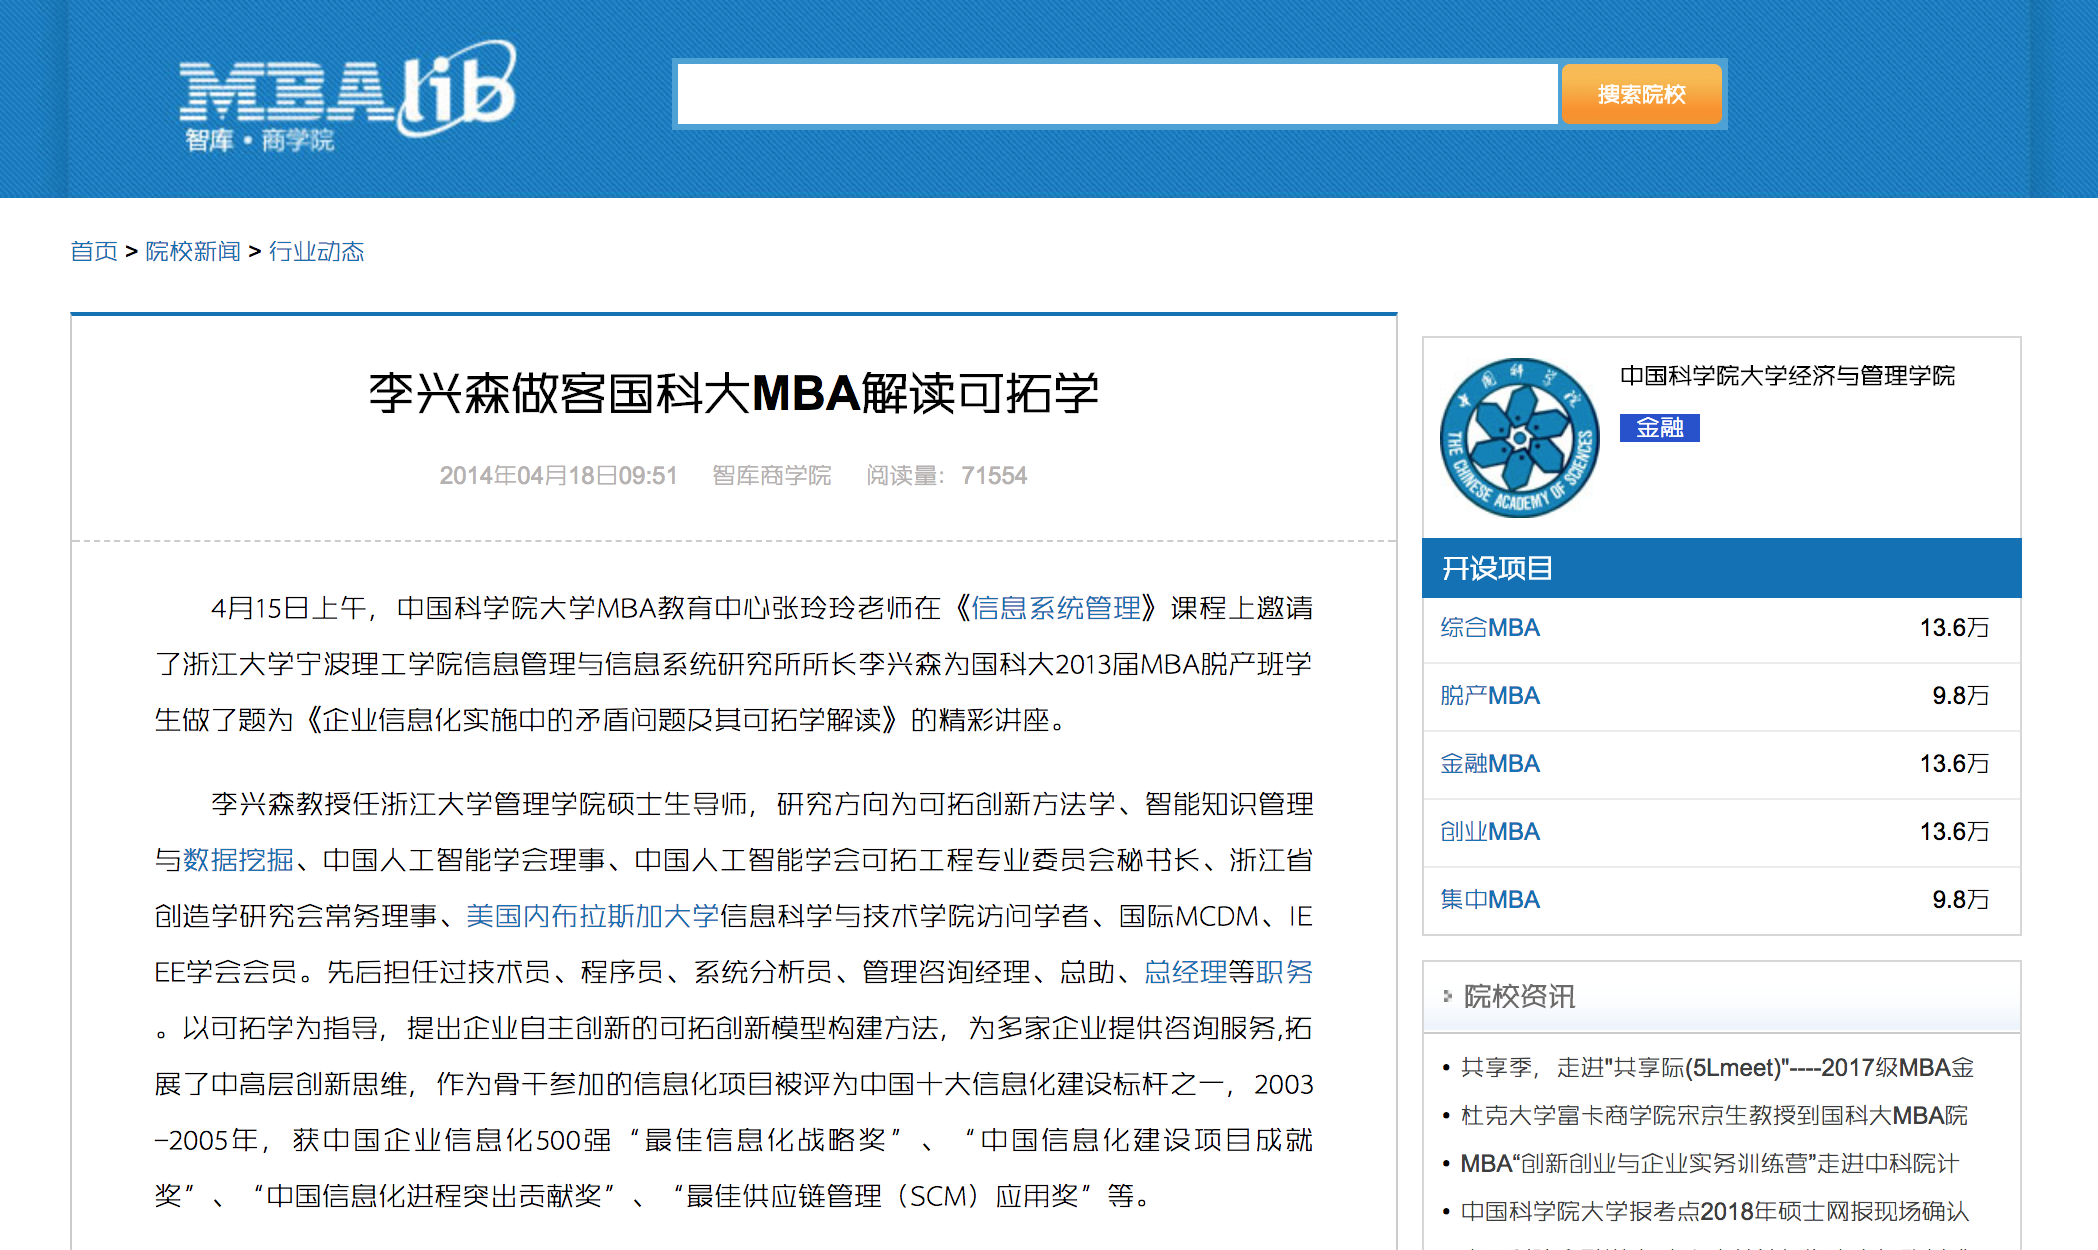 MBAlib
智库·商学院
搜索院校
首页 > 院校新闻 > 行业动态
李兴森做客国科大MBA解读可拓学
2014年04月18日09:51 智库商学院 阅读量：71554
4月15日上午，中国科学院大学MBA教育中心张玲玲老师在《信息系统管理》课程上邀请
了浙江大学宁波理工学院信息管理与信息系统研究所所长李兴森为国科大2013届MBA脱产班学
生做了题为《企业信息化实施中的矛盾问题及其可拓学解读》的精彩讲座。
李兴森教授任浙江大学管理学院硕士生导师，研究方向为可拓创新方法学、智能知识管理
与数据挖掘、中国人工智能学会理事、中国人工智能学会可拓工程专业委员会秘书长、浙江省
创造学研究会常务理事、美国内布拉斯加大学信息科学与技术学院访问学者、国际MCDM、IE
EE学会会员。先后担任过技术员、程序员、系统分析员、管理咨询经理、总助、总经理等职务
。以可拓学为指导，提出企业自主创新的可拓创新模型构建方法，为多家企业提供咨询服务,拓
展了中高层创新思维，作为骨干参加的信息化项目被评为中国十大信息化建设标杆之一，2003
–2005年，获中国企业信息化500强“最佳信息化战略奖”、“中国信息化建设项目成就
奖”、“中国信息化进程突出贡献奖”、“最佳供应链管理（SCM）应用奖”等。
中国科学院
THE CHINESE ACADEMY OF SCIENCES
中国科学院大学经济与管理学院
金融
开设项目
综合MBA 13.6万
脱产MBA 9.8万
金融MBA 13.6万
创业MBA 13.6万
集中MBA 9.8万
院校资讯
• 共享季，走进"共享际(5Lmeet)"----2017级MBA金
• 杜克大学富卡商学院宋京生教授到国科大MBA院
• MBA“创新创业与企业实务训练营”走进中科院计
• 中国科学院大学报考点2018年硕士网报现场确认